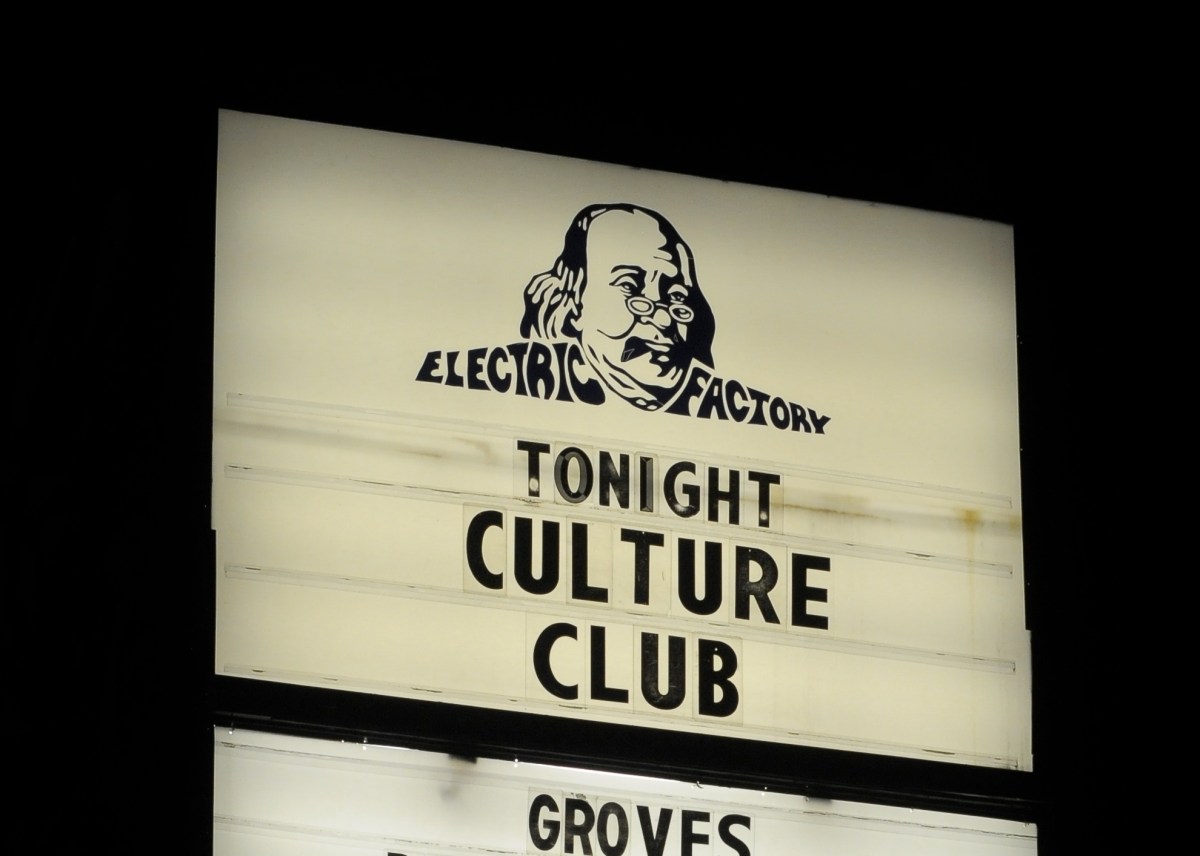 ELECTRIC FACTORY
TONIGHT
CULTURE
CLUB
GROVES